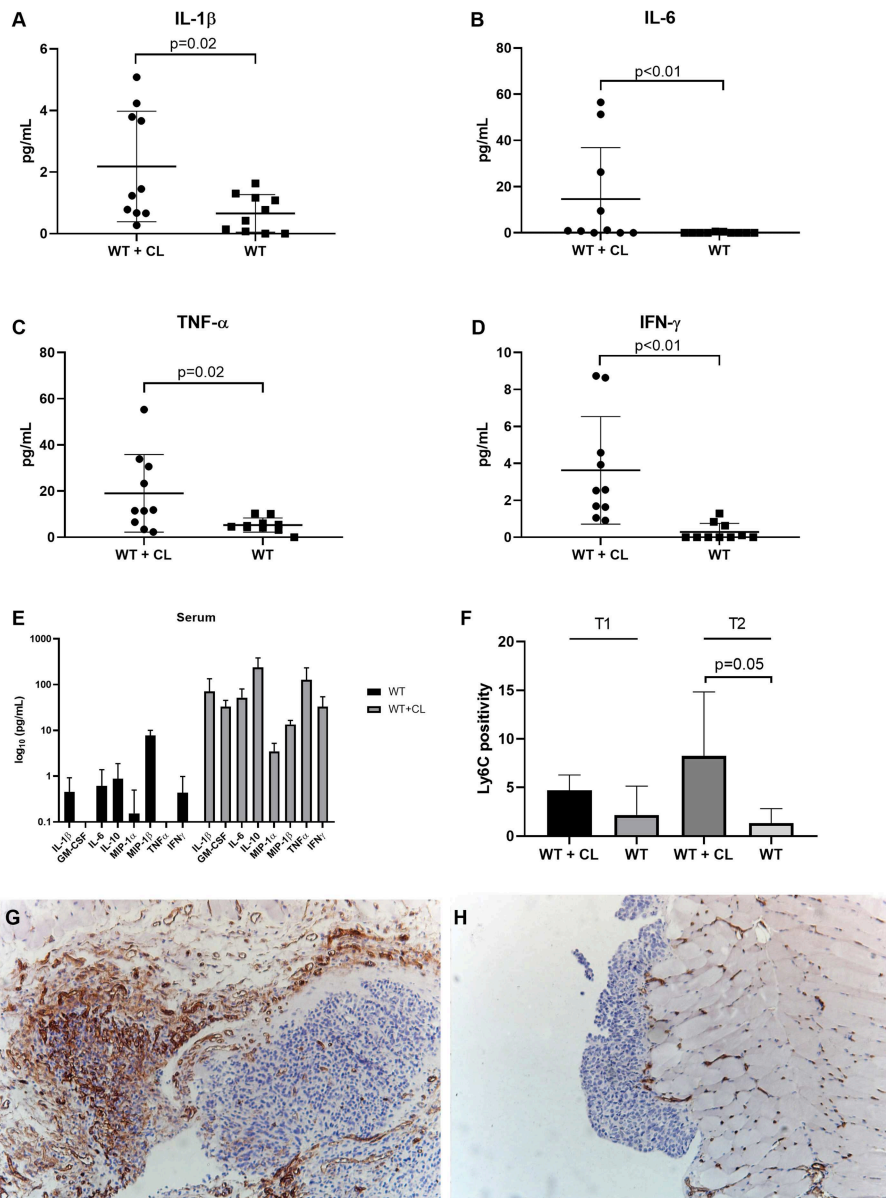 A
IL-1β
p=0.02
6
4
2
0
pg/mL
WT + CL
WT
B
IL-6
p<0.01
80
60
40
20
0
pg/mL
WT + CL
WT
C
TNF-α
p=0.02
80
60
40
20
0
pg/mL
WT + CL
WT
D
IFN-γ
p<0.01
10
8
6
4
2
0
pg/mL
WT + CL
WT
E
Serum
1000
100
10
1
0.1
log10 (pg/mL)
IL-1β
GM-CSF
IL-6
IL-10
MIP-1α
MIP-1β
TNFα
IFNγ
IL-1β
GM-CSF
IL-6
IL-10
MIP-1α
MIP-1β
TNFα
IFNγ
WT
WT+CL
F
T1
T2
p=0.05
20
15
10
5
0
Ly6C positivity
WT + CL
WT
WT + CL
WT
G
H